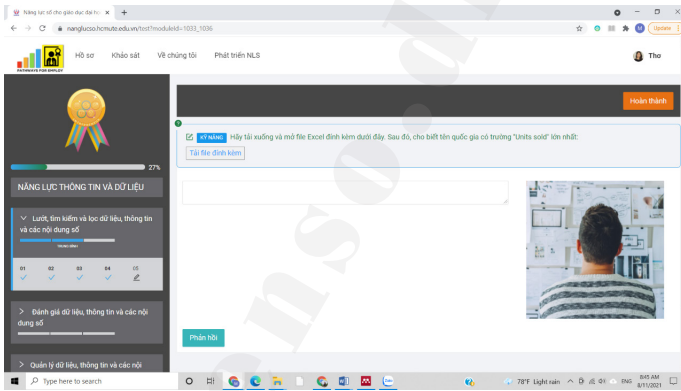 Năng lực số cho giáo dục đại họ
nanglucso.hcmute.edu.vn/test?moduleId=1033_1036
Update
PATHWAYS FOR EMPLOY
Hồ sơ
Khảo sát
Về chúng tôi
Phát triển NLS
Thơ
Hoàn thành
27%
NĂNG LỰC THÔNG TIN VÀ DỮ LIỆU
Lướt, tìm kiếm và lọc dữ liệu, thông tin
và các nội dung số
TRUNG BÌNH
01 02 03 04 05
Đánh giá dữ liệu, thông tin và các nội
dung số
Quản lý dữ liệu, thông tin và các nội
KỸ NĂNG Hãy tải xuống và mở file Excel đính kèm dưới đây. Sau đó, cho biết tên quốc gia có trường "Units sold" lớn nhất:
Tải file đính kèm
Phản hồi
Type here to search
78°F Light rain
ENG
8:45 AM
8/11/2021